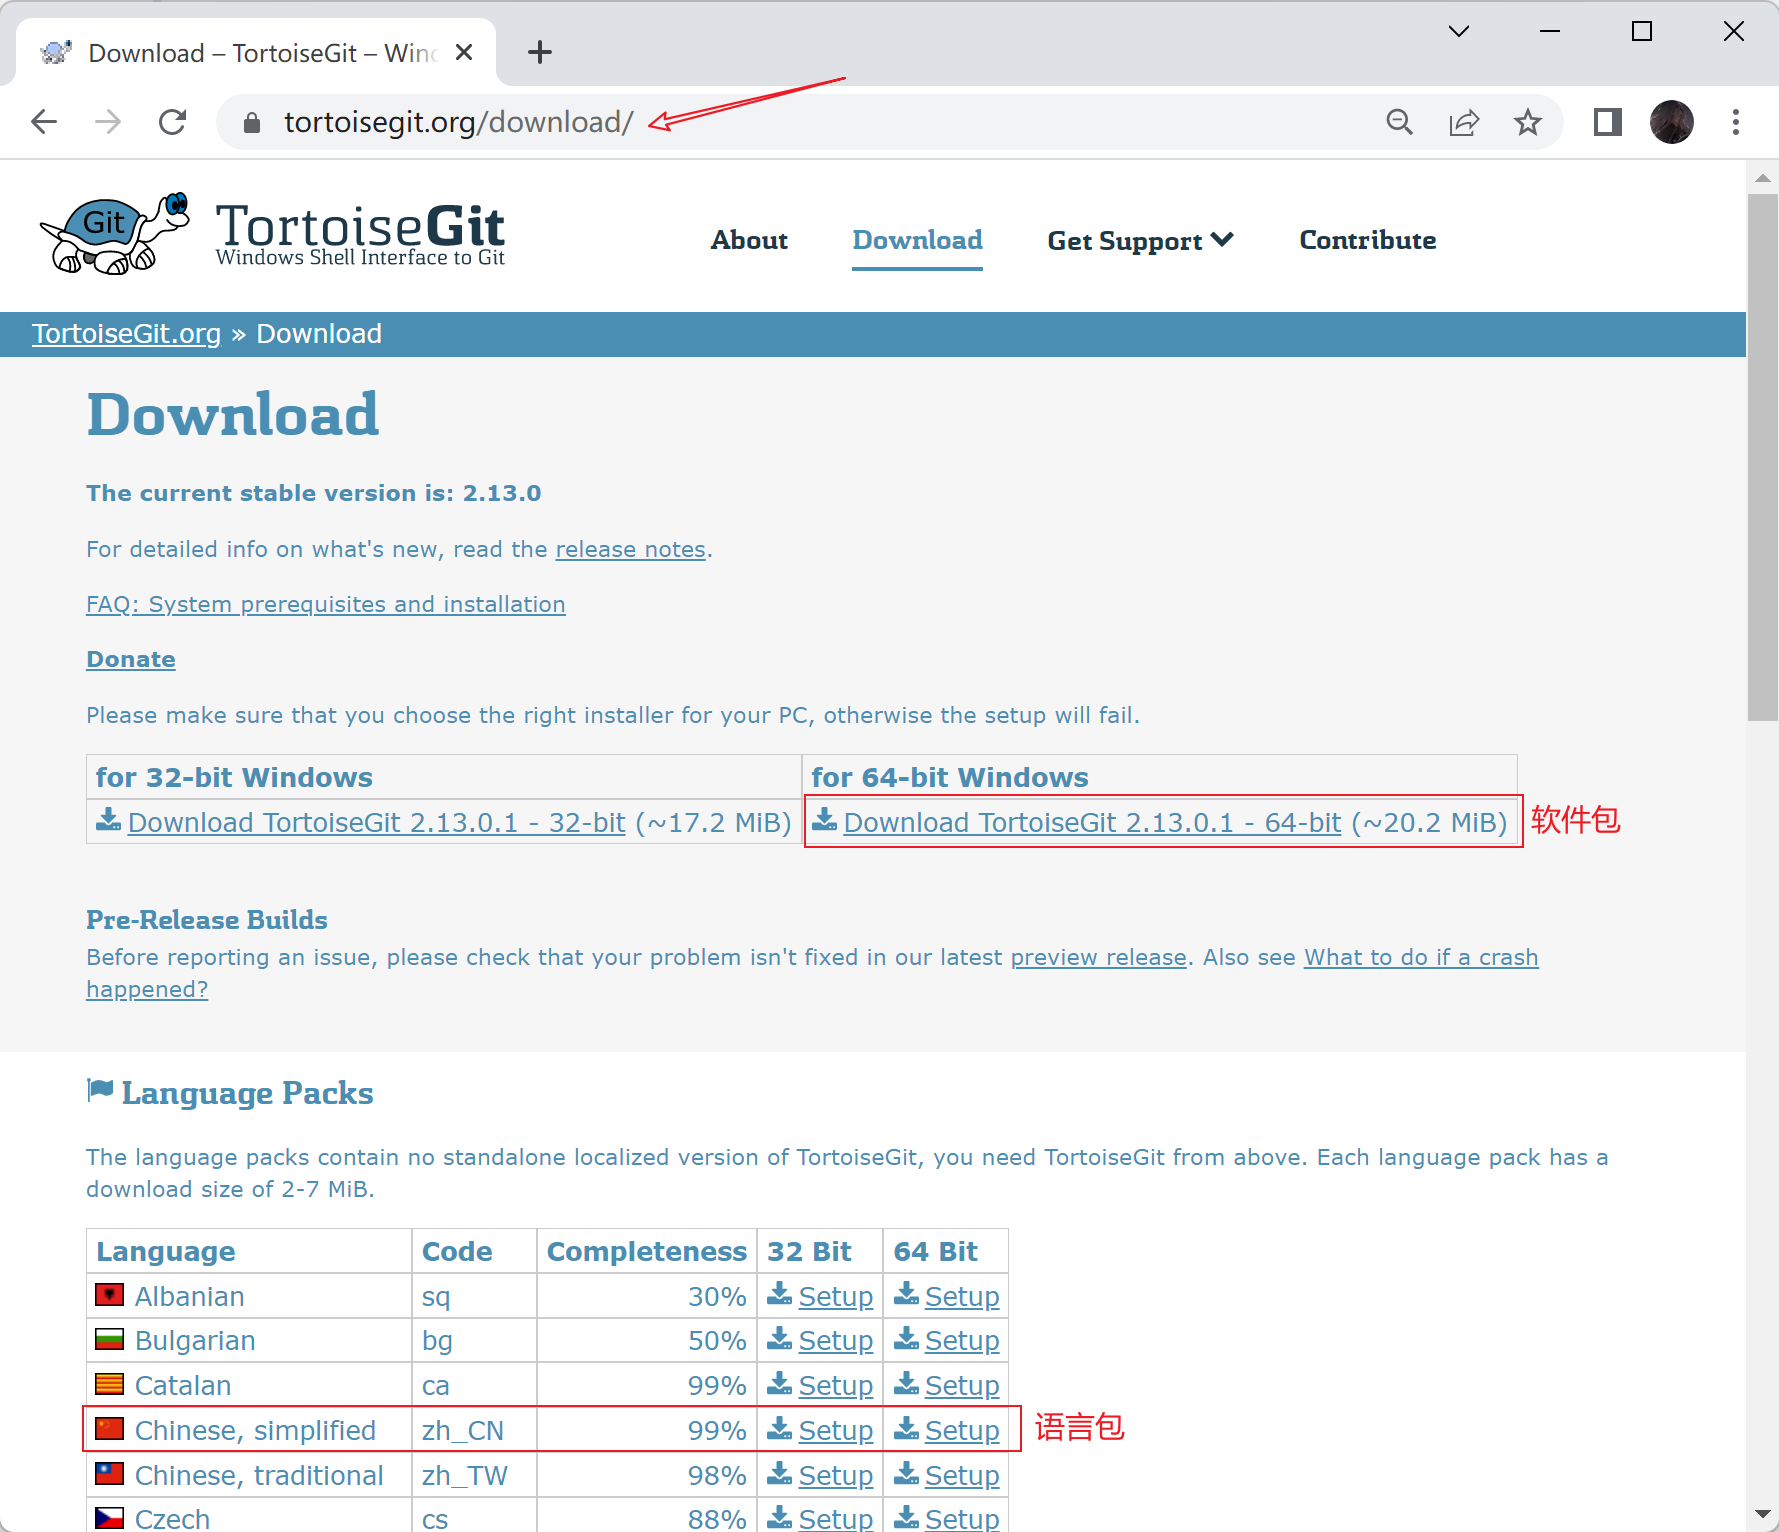 Download – TortoiseGit – Win
tortoisegit.org/download/
Git
TortoiseGit
Windows Shell Interface to Git
About
Download
Get Support
Contribute
TortoiseGit.org » Download
Download
The current stable version is: 2.13.0
For detailed info on what's new, read the release notes.
FAQ: System prerequisites and installation
Donate
Please make sure that you choose the right installer for your PC, otherwise the setup will fail.
for 32-bit Windows for 64-bit Windows
Download TortoiseGit 2.13.0.1 - 32-bit (~17.2 MiB) Download TortoiseGit 2.13.0.1 - 64-bit (~20.2 MiB) 软件包
Pre-Release Builds
Before reporting an issue, please check that your problem isn't fixed in our latest preview release. Also see What to do if a crash
happened?
Language Packs
The language packs contain no standalone localized version of TortoiseGit, you need TortoiseGit from above. Each language pack has a
download size of 2-7 MiB.
Language Code Completeness 32 Bit 64 Bit
Albanian sq 30% Setup Setup
Bulgarian bg 50% Setup Setup
Catalan ca 99% Setup Setup
Chinese, simplified zh_CN 99% Setup Setup 语言包
Chinese, traditional zh_TW 98% Setup Setup
Czech cs 88% Setup Setup